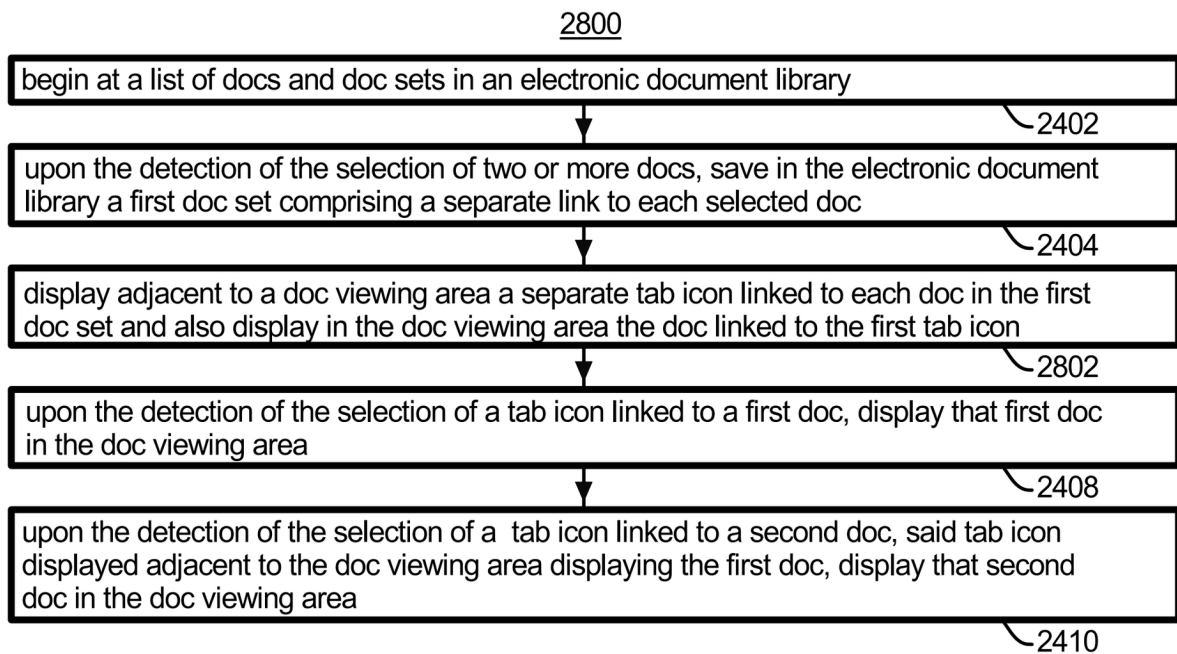 2800
begin at a list of docs and doc sets in an electronic document library
2402
upon the detection of the selection of two or more docs, save in the electronic document
library a first doc set comprising a separate link to each selected doc
2404
display adjacent to a doc viewing area a separate tab icon linked to each doc in the first
doc set and also display in the doc viewing area the doc linked to the first tab icon
2802
upon the detection of the selection of a tab icon linked to a first doc, display that first doc
in the doc viewing area
2408
upon the detection of the selection of a tab icon linked to a second doc, said tab icon
displayed adjacent to the doc viewing area displaying the first doc, display that second
doc in the doc viewing area
2410